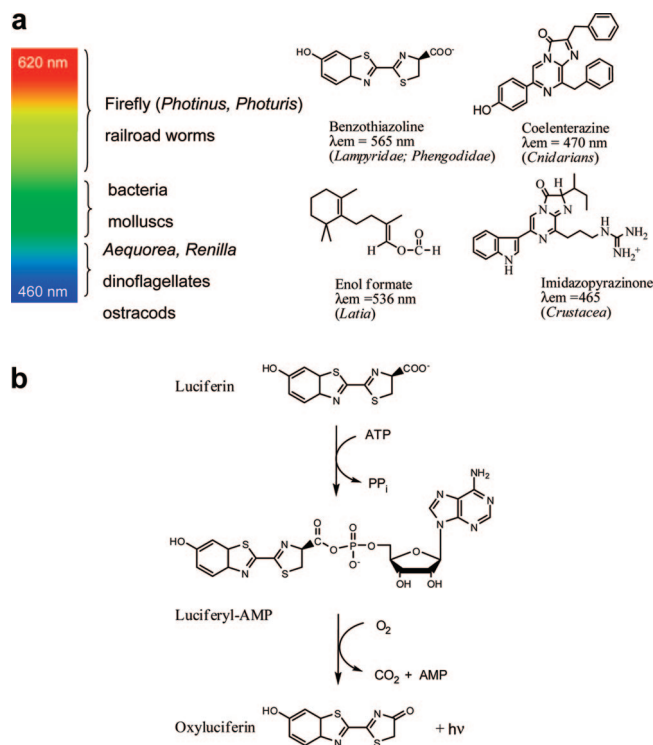 a
620 nm
460 nm
Firefly (Photinus, Photuris)
railroad worms
bacteria
molluscs
Aequorea, Renilla
dinoflagellates
ostracods
HO
S
N
N
S
COO⁻
Benzothiazoline
λem = 565 nm
(Lampyridae; Phengodidae)
O
N
N
N
H
HO
Coelenterazine
λem = 470 nm
(Cnidarians)
H
O
O
H
Enol formate
λem =536 nm
(Latia)
O
H
N
N
N
N
H
H
N
NH₂
NH₂⁺
Imidazopyrazinone
λem =465
(Crustacea)
b
Luciferin
HO
S
N
N
S
COO⁻
ATP
PPi
HO
S
N
N
S
O
C
O
O
P
O⁻
O
O
OH
OH
NH₂
N
N
N
N
Luciferyl-AMP
O₂
CO₂ + AMP
Oxyluciferin
HO
S
N
N
S
O
+ hν